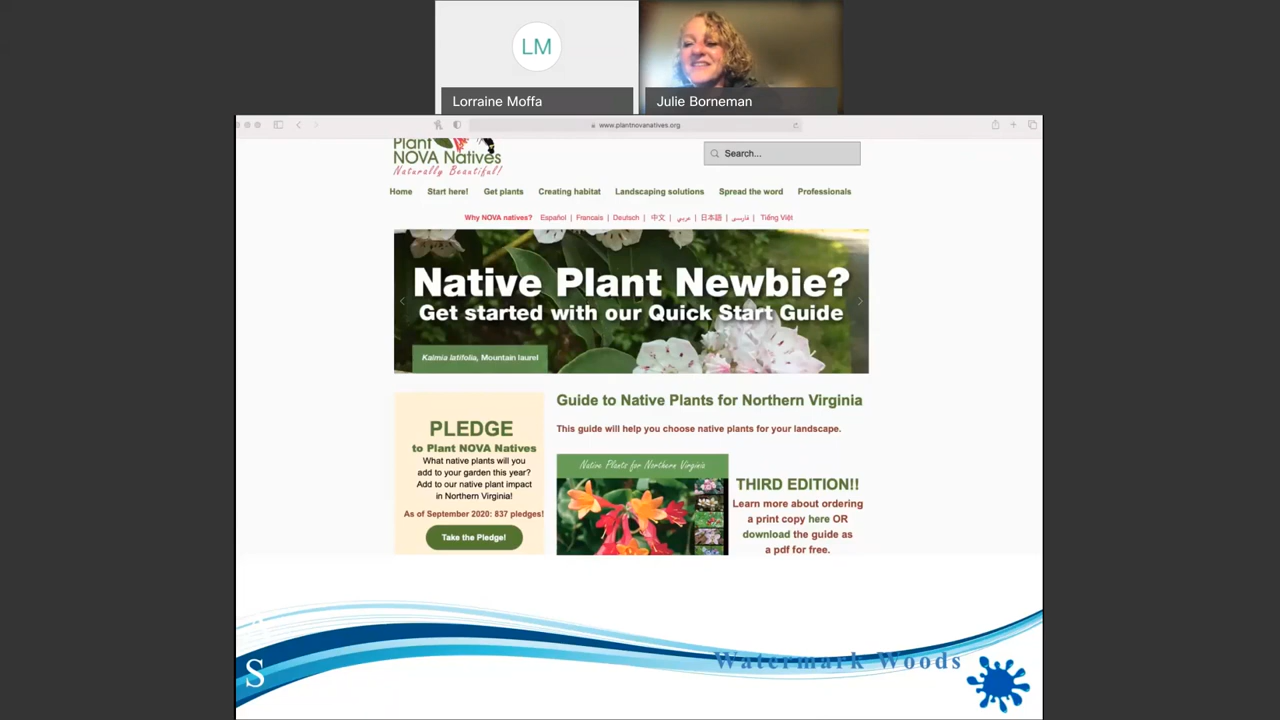 LM
Lorraine Moffa
Julie Borneman
www.plantnovanatives.org
Plant
NOVA Natives
Naturally Beautiful!
Search...
Home Start here! Get plants Creating habitat Landscaping solutions Spread the word Professionals
Why NOVA natives? Español | Francais | Deutsch | 中文 | عربي | 日本語 | فارسی | Tiếng Việt
Native Plant Newbie?
Get started with our Quick Start Guide
Kalmia latifolia, Mountain laurel
PLEDGE
to Plant NOVA Natives
What native plants will you
add to your garden this year?
Add to our native plant impact
in Northern Virginia!
As of September 2020: 837 pledges!
Take the Pledge!
Guide to Native Plants for Northern Virginia
This guide will help you choose native plants for your landscape.
Native Plants for Northern Virginia
THIRD EDITION!!
Learn more about ordering
a print copy here OR
download the guide as
a pdf for free.
S
Watermark Woods